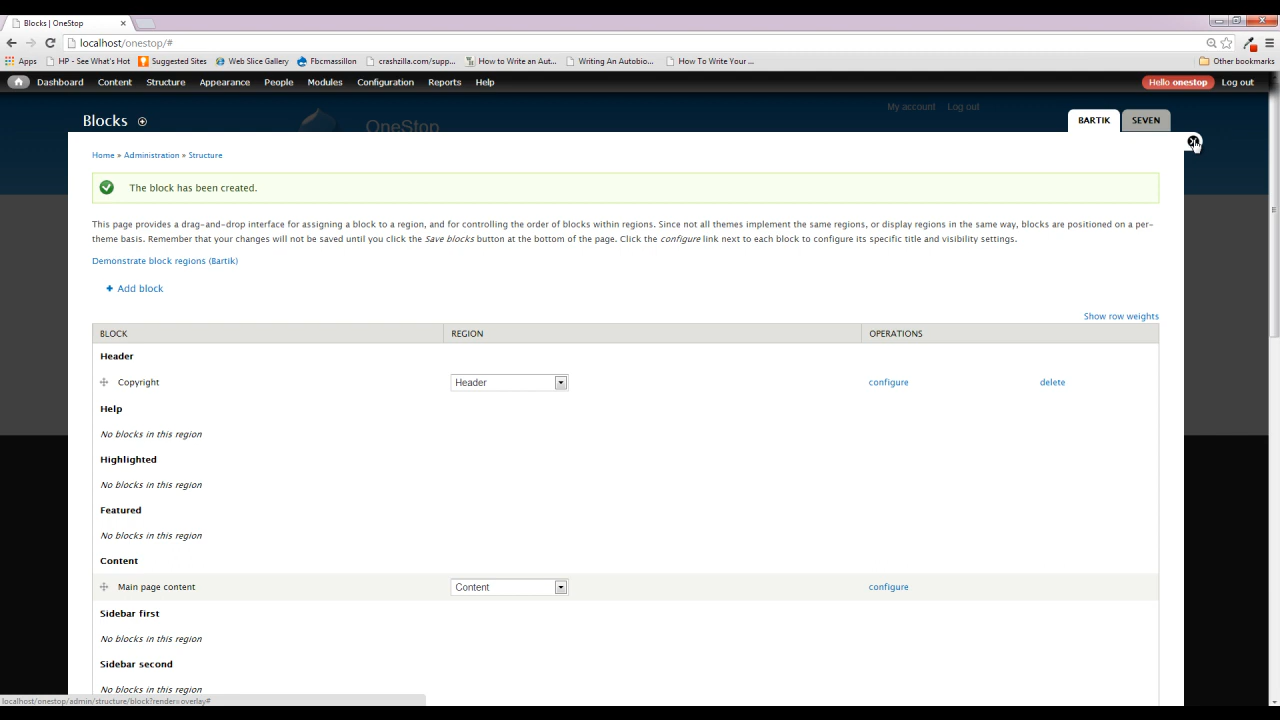 Blocks | OneStop
localhost/onestop/#
Apps HP - See What's Hot Suggested Sites Web Slice Gallery Fbcmassillon crashzilla.com/supp... How to Write an Aut... Writing An Autobio... How To Write Your ... Other bookmarks
Dashboard Content Structure Appearance People Modules Configuration Reports Help Hello onestop Log out
My account Log out
Blocks OneStop BARTIK SEVEN
Home » Administration » Structure
The block has been created.
This page provides a drag-and-drop interface for assigning a block to a region, and for controlling the order of blocks within regions. Since not all themes implement the same regions, or display regions in the same way, blocks are positioned on a per-
theme basis. Remember that your changes will not be saved until you click the Save blocks button at the bottom of the page. Click the configure link next to each block to configure its specific title and visibility settings.
Demonstrate block regions (Bartik)
+ Add block
Show row weights
BLOCK REGION OPERATIONS
Header
Copyright Header configure delete
Help
No blocks in this region
Highlighted
No blocks in this region
Featured
No blocks in this region
Content
Main page content Content configure
Sidebar first
No blocks in this region
Sidebar second
No blocks in this region
localhost/onestop/admin/structure/block?render=overlay#